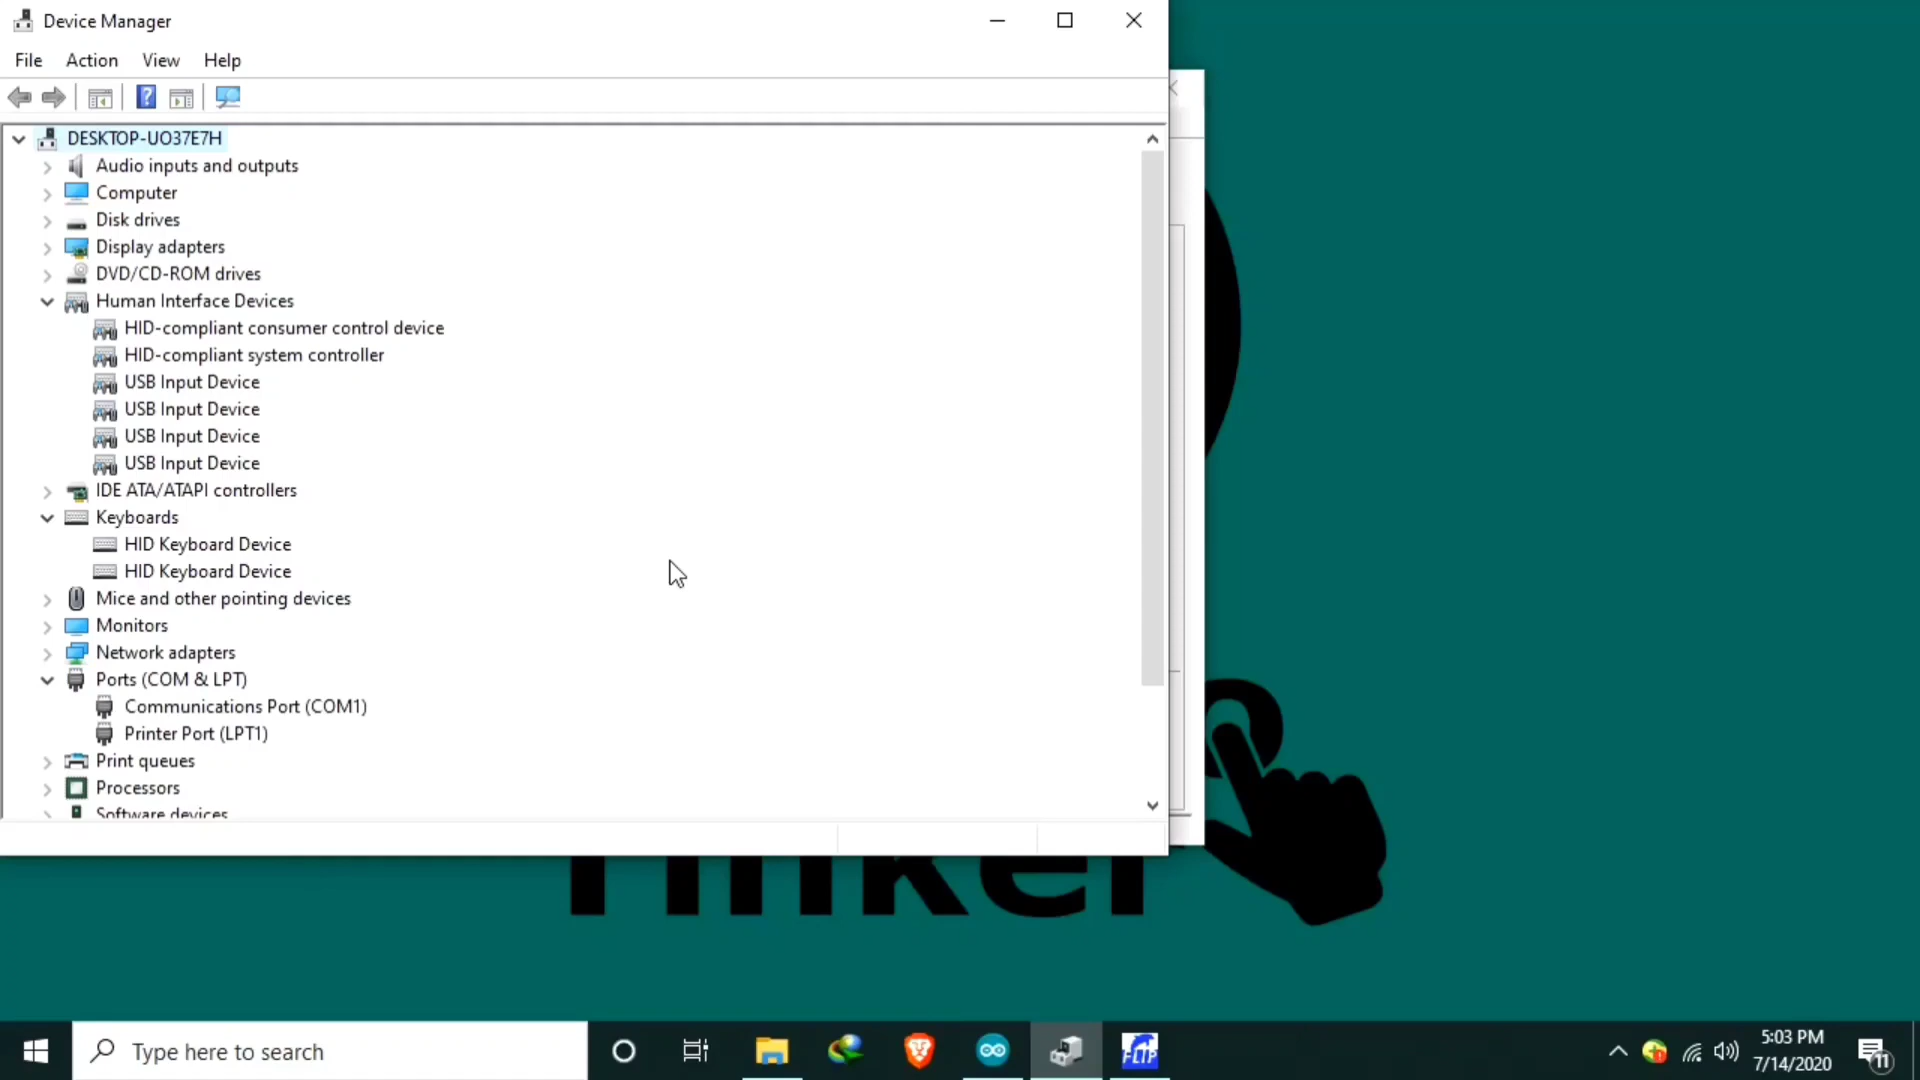 Device Manager
File Action View Help
DESKTOP-UO37E7H
Audio inputs and outputs
Computer
Disk drives
Display adapters
DVD/CD-ROM drives
Human Interface Devices
HID-compliant consumer control device
HID-compliant system controller
USB Input Device
USB Input Device
USB Input Device
USB Input Device
IDE ATA/ATAPI controllers
Keyboards
HID Keyboard Device
HID Keyboard Device
Mice and other pointing devices
Monitors
Network adapters
Ports (COM & LPT)
Communications Port (COM1)
Printer Port (LPT1)
Print queues
Processors
Software devices
Tinker
Type here to search
FLIP
5:03 PM
7/14/2020
11